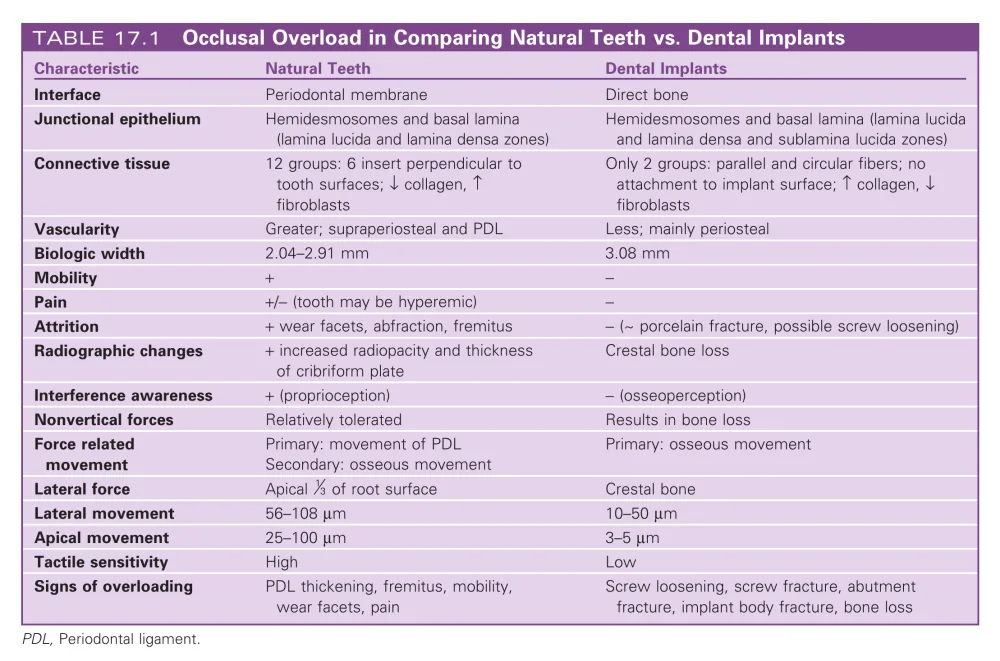 TABLE 17.1 Occlusal Overload in Comparing Natural Teeth vs. Dental Implants
Characteristic Natural Teeth Dental Implants
Interface Periodontal membrane Direct bone
Junctional epithelium Hemidesmosomes and basal lamina Hemidesmosomes and basal lamina (lamina lucida
(lamina lucida and lamina densa zones) and lamina densa and sublamina lucida zones)
Connective tissue 12 groups: 6 insert perpendicular to Only 2 groups: parallel and circular fibers; no
tooth surfaces; ↓ collagen, ↑ attachment to implant surface; ↑ collagen, ↓
fibroblasts fibroblasts
Vascularity Greater; supraperiosteal and PDL Less; mainly periosteal
Biologic width 2.04–2.91 mm 3.08 mm
Mobility + –
Pain +/– (tooth may be hyperemic) –
Attrition + wear facets, abfraction, fremitus – (~ porcelain fracture, possible screw loosening)
Radiographic changes + increased radiopacity and thickness Crestal bone loss
of cribriform plate
Interference awareness + (proprioception) – (osseoperception)
Nonvertical forces Relatively tolerated Results in bone loss
Force related Primary: movement of PDL Primary: osseous movement
movement Secondary: osseous movement
Lateral force Apical ⅓ of root surface Crestal bone
Lateral movement 56–108 μm 10–50 μm
Apical movement 25–100 μm 3–5 μm
Tactile sensitivity High Low
Signs of overloading PDL thickening, fremitus, mobility, Screw loosening, screw fracture, abutment
wear facets, pain fracture, implant body fracture, bone loss
PDL, Periodontal ligament.